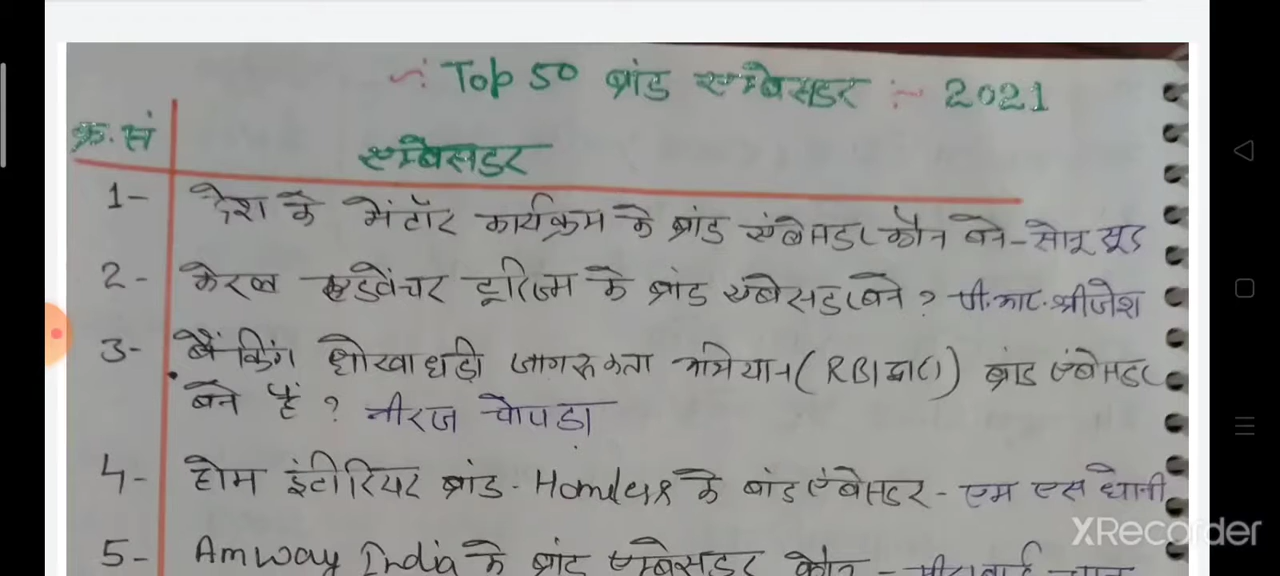 Top 50 ब्रांड एम्बेसडर :- 2021
क्र.सं
एम्बेसडर
1- देश के मेंटॉर कार्यक्रम के ब्रांड एंबेसडर कौन बने - सोनू सूद
2- केरल एडवेंचर टूरिज्म के ब्रांड एंबेसडर बने ? पी.आर. श्रीजेश
3- बैंकिंग धोखाधड़ी जागरूकता अभियान (RBI द्वारा) ब्रांड एंबेसडर
बने हैं ? नीरज चोपडा
4- होम इंटीरियर ब्रांड - Homelane के ब्रांड एंबेसडर - एम एस धोनी
5- Amway India के ब्रांड एम्बेसडर कौन -
XRecorder